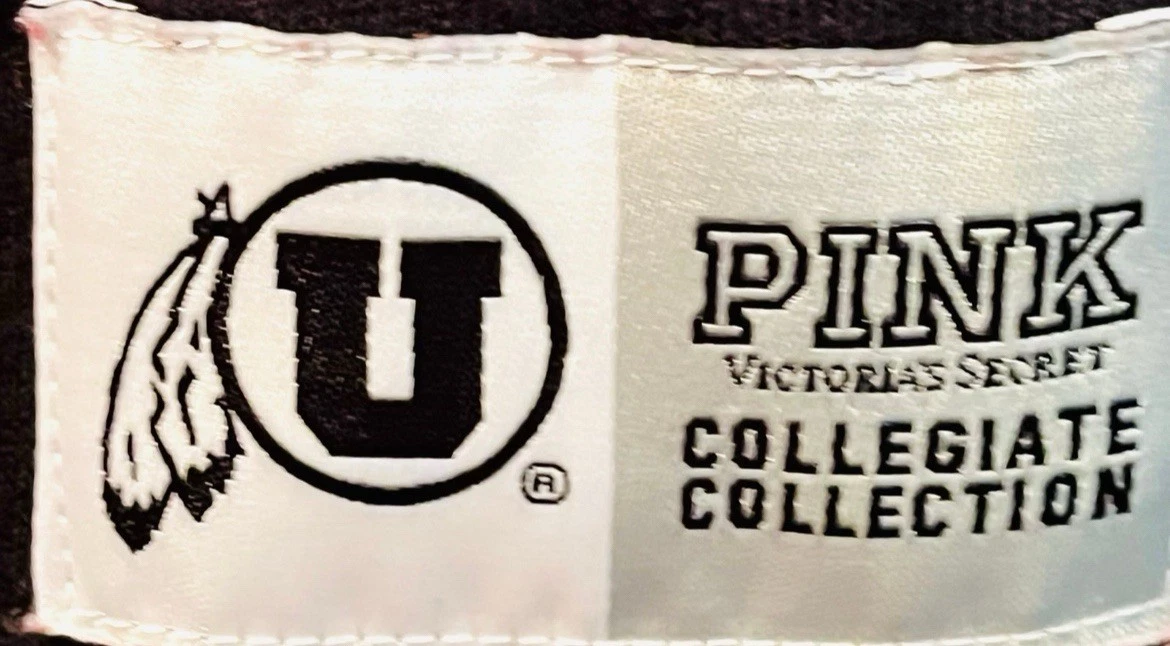 U
®
PINK
VICTORIA'S SECRET
COLLEGIATE
COLLECTION